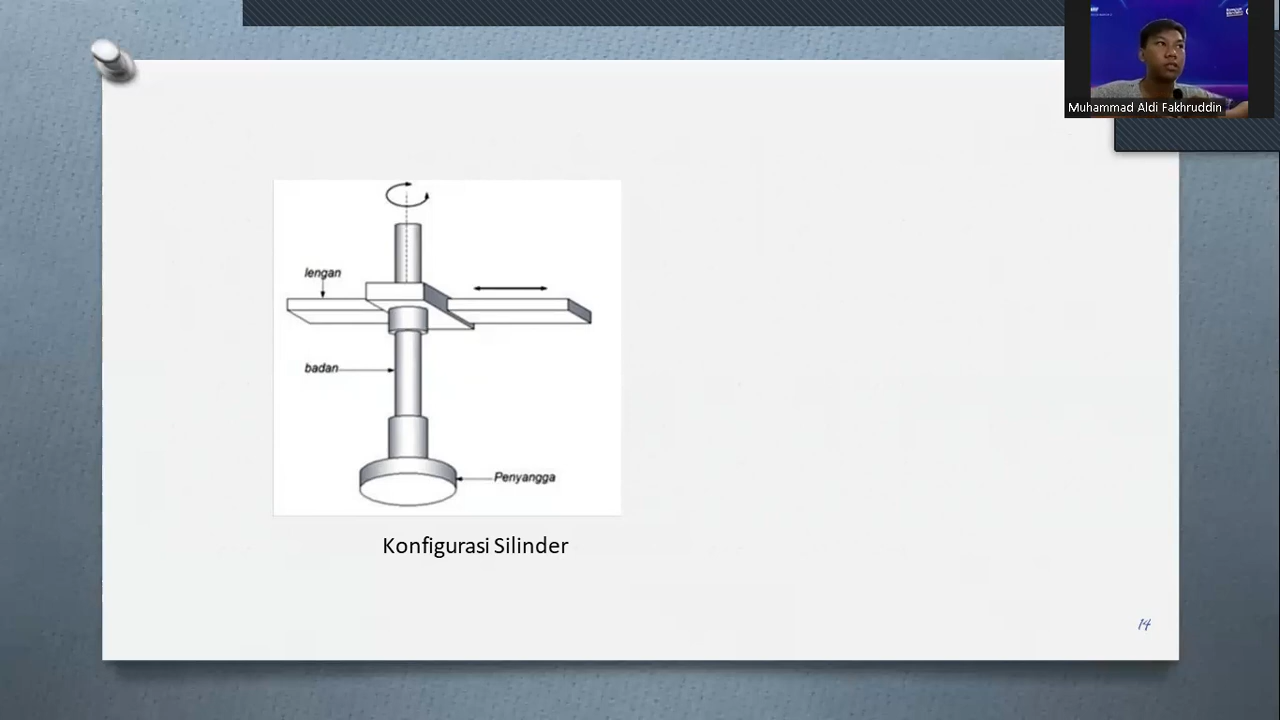 Muhammad Aldi Fakhruddin
lengan
badan
Penyangga
Konfigurasi Silinder
14